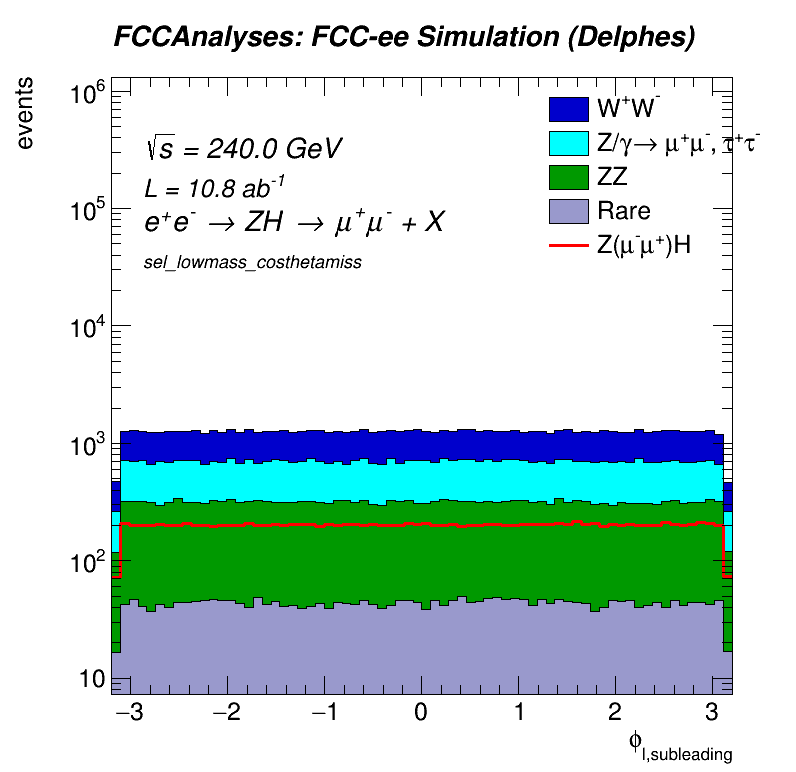 FCCAnalyses: FCC-ee Simulation (Delphes)
events
10⁶
10⁵
10⁴
10³
10²
10
√s = 240.0 GeV
L = 10.8 ab⁻¹
e⁺e⁻ → ZH → μ⁺μ⁻ + X
sel_lowmass_costhetamiss
W⁺W⁻
Z/γ→ μ⁺μ⁻, τ⁺τ⁻
ZZ
Rare
Z(μ⁻μ⁺)H
−3 −2 −1 0 1 2 3
ϕ_l,subleading